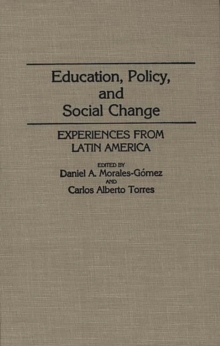 Education, Policy,
and
Social Change
EXPERIENCES FROM
LATIN AMERICA
EDITED BY
Daniel A. Morales-Gómez
AND
Carlos Alberto Torres